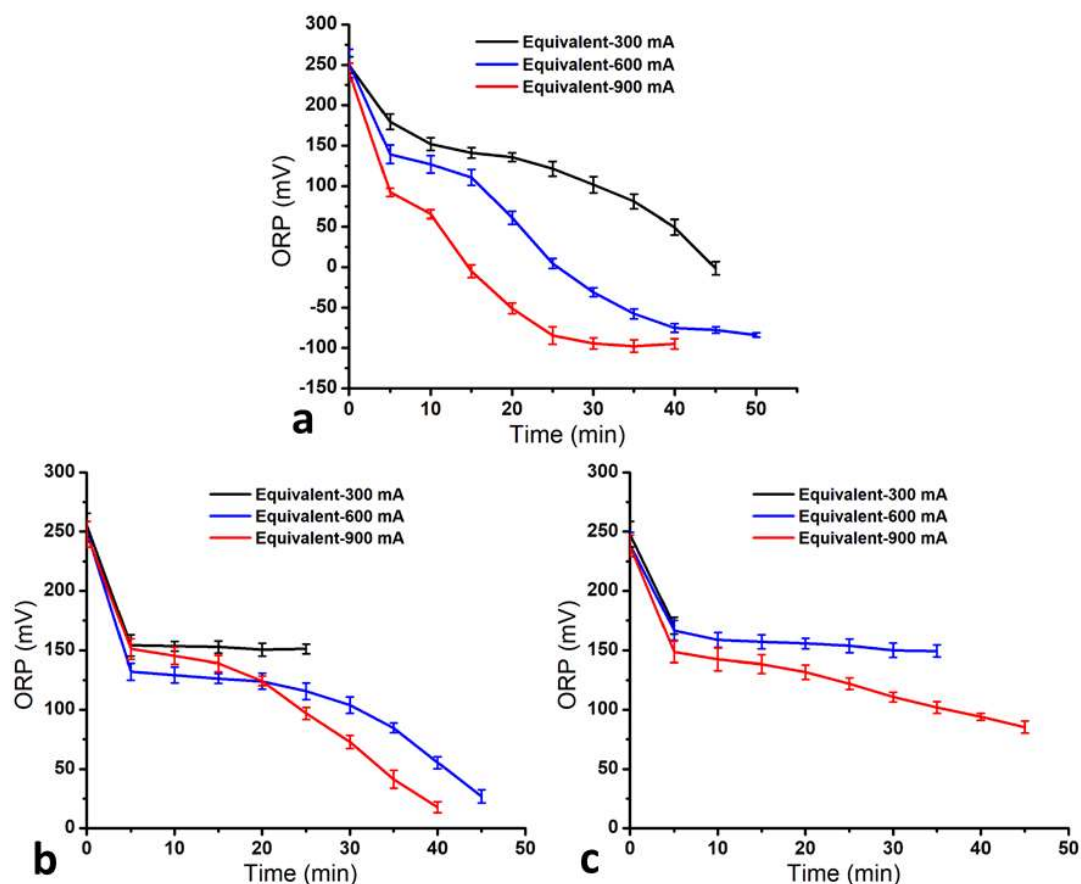 300
250
200
150
100
50
0
-50
-100
-150
ORP (mV)
Equivalent-300 mA
Equivalent-600 mA
Equivalent-900 mA
0 10 20 30 40 50
Time (min)
a
300
250
200
150
100
50
0
ORP (mV)
Equivalent-300 mA
Equivalent-600 mA
Equivalent-900 mA
0 10 20 30 40 50
Time (min)
b
300
250
200
150
100
50
0
ORP (mV)
Equivalent-300 mA
Equivalent-600 mA
Equivalent-900 mA
0 10 20 30 40 50
Time (min)
c